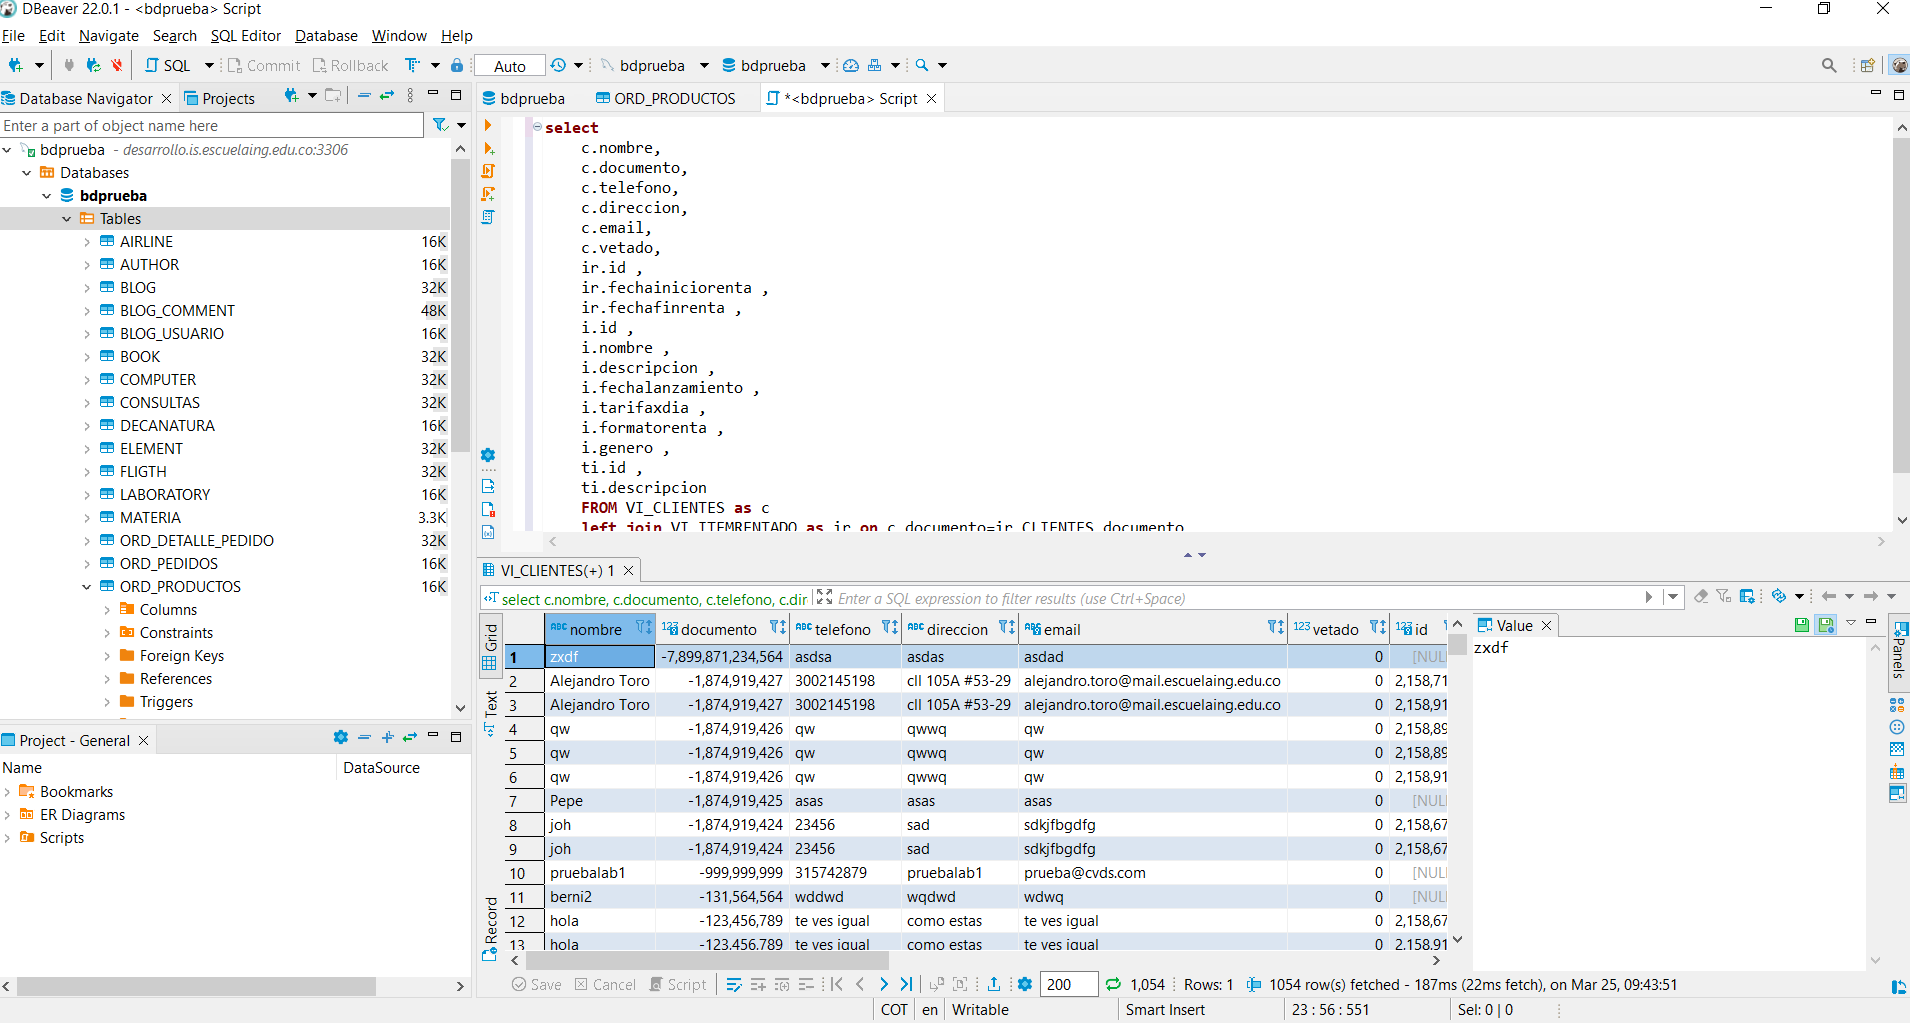 DBeaver 22.0.1 - <bdprueba> Script
File Edit Navigate Search SQL Editor Database Window Help
SQL Commit Rollback Auto bdprueba bdprueba
Database Navigator Projects
Enter a part of object name here
bdprueba - desarrollo.is.escuelaing.edu.co:3306
Databases
bdprueba
Tables
AIRLINE 16K
AUTHOR 16K
BLOG 32K
BLOG_COMMENT 48K
BLOG_USUARIO 16K
BOOK 32K
COMPUTER 32K
CONSULTAS 32K
DECANATURA 16K
ELEMENT 32K
FLIGTH 32K
LABORATORY 16K
MATERIA 3.3K
ORD_DETALLE_PEDIDO 32K
ORD_PEDIDOS 16K
ORD_PRODUCTOS 16K
Columns
Constraints
Foreign Keys
References
Triggers
Project - General
Name DataSource
Bookmarks
ER Diagrams
Scripts
bdprueba ORD_PRODUCTOS *<bdprueba> Script
select
c.nombre,
c.documento,
c.telefono,
c.direccion,
c.email,
c.vetado,
ir.id ,
ir.fechainiciorenta ,
ir.fechafinrenta ,
i.id ,
i.nombre ,
i.descripcion ,
i.fechalanzamiento ,
i.tarifaxdia ,
i.formatorenta ,
i.genero ,
ti.id ,
ti.descripcion
FROM VI_CLIENTES as c
left join VI_ITEMRENTADO as ir on c.documento=ir.CLIENTES_documento
VI_CLIENTES(+) 1
select c.nombre, c.documento, c.telefono, c.dir Enter a SQL expression to filter results (use Ctrl+Space)
Grid
Text
Record
nombre documento telefono direccion email vetado id
1 zxdf -7,899,871,234,564 asdsa asdas asdad 0 [NUL
2 Alejandro Toro -1,874,919,427 3002145198 cll 105A #53-29 alejandro.toro@mail.escuelaing.edu.co 0 2,158,71
3 Alejandro Toro -1,874,919,427 3002145198 cll 105A #53-29 alejandro.toro@mail.escuelaing.edu.co 0 2,158,91
4 qw -1,874,919,426 qw qwwq qw 0 2,158,89
5 qw -1,874,919,426 qw qwwq qw 0 2,158,89
6 qw -1,874,919,426 qw qwwq qw 0 2,158,91
7 Pepe -1,874,919,425 asas asas asas 0 [NUL
8 joh -1,874,919,424 23456 sad sdkjfbgdfg 0 2,158,67
9 joh -1,874,919,424 23456 sad sdkjfbgdfg 0 2,158,67
10 pruebalab1 -999,999,999 315742879 pruebalab1 prueba@cvds.com 0 [NUL
11 berni2 -131,564,564 wddwd wqdwd wdwq 0 [NUL
12 hola -123,456,789 te ves igual como estas te ves igual 0 2,158,67
13 hola -123,456,789 te ves igual como estas te ves igual 0 2,158,91
Value
zxdf
Panels
Save Cancel Script 200 1,054 Rows: 1 1054 row(s) fetched - 187ms (22ms fetch), on Mar 25, 09:43:51
COT en Writable Smart Insert 23 : 56 : 551 Sel: 0 | 0